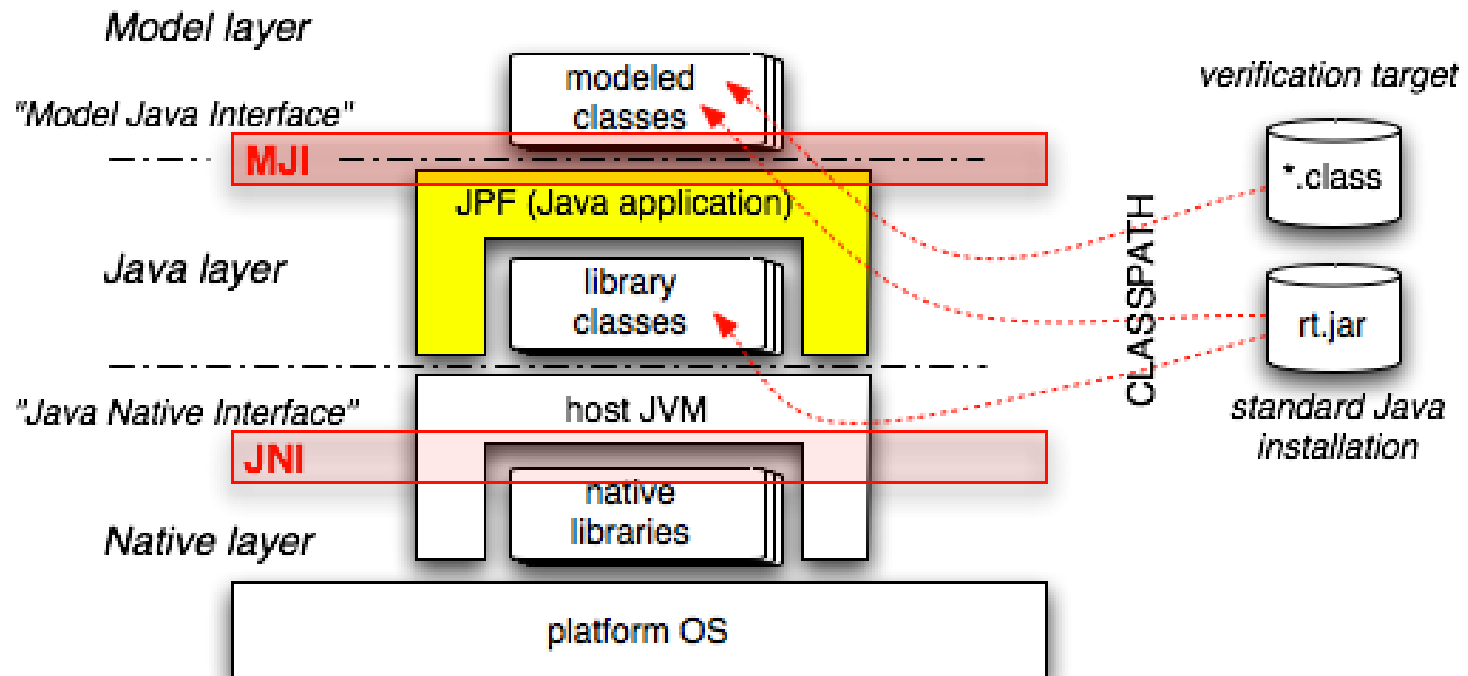 Model layer
modeled
classes
verification target
"Model Java Interface"
MJI
*.class
JPF (Java application)
CLASSPATH
Java layer
library
classes
rt.jar
"Java Native Interface"
host JVM
standard Java
installation
JNI
native
libraries
Native layer
platform OS